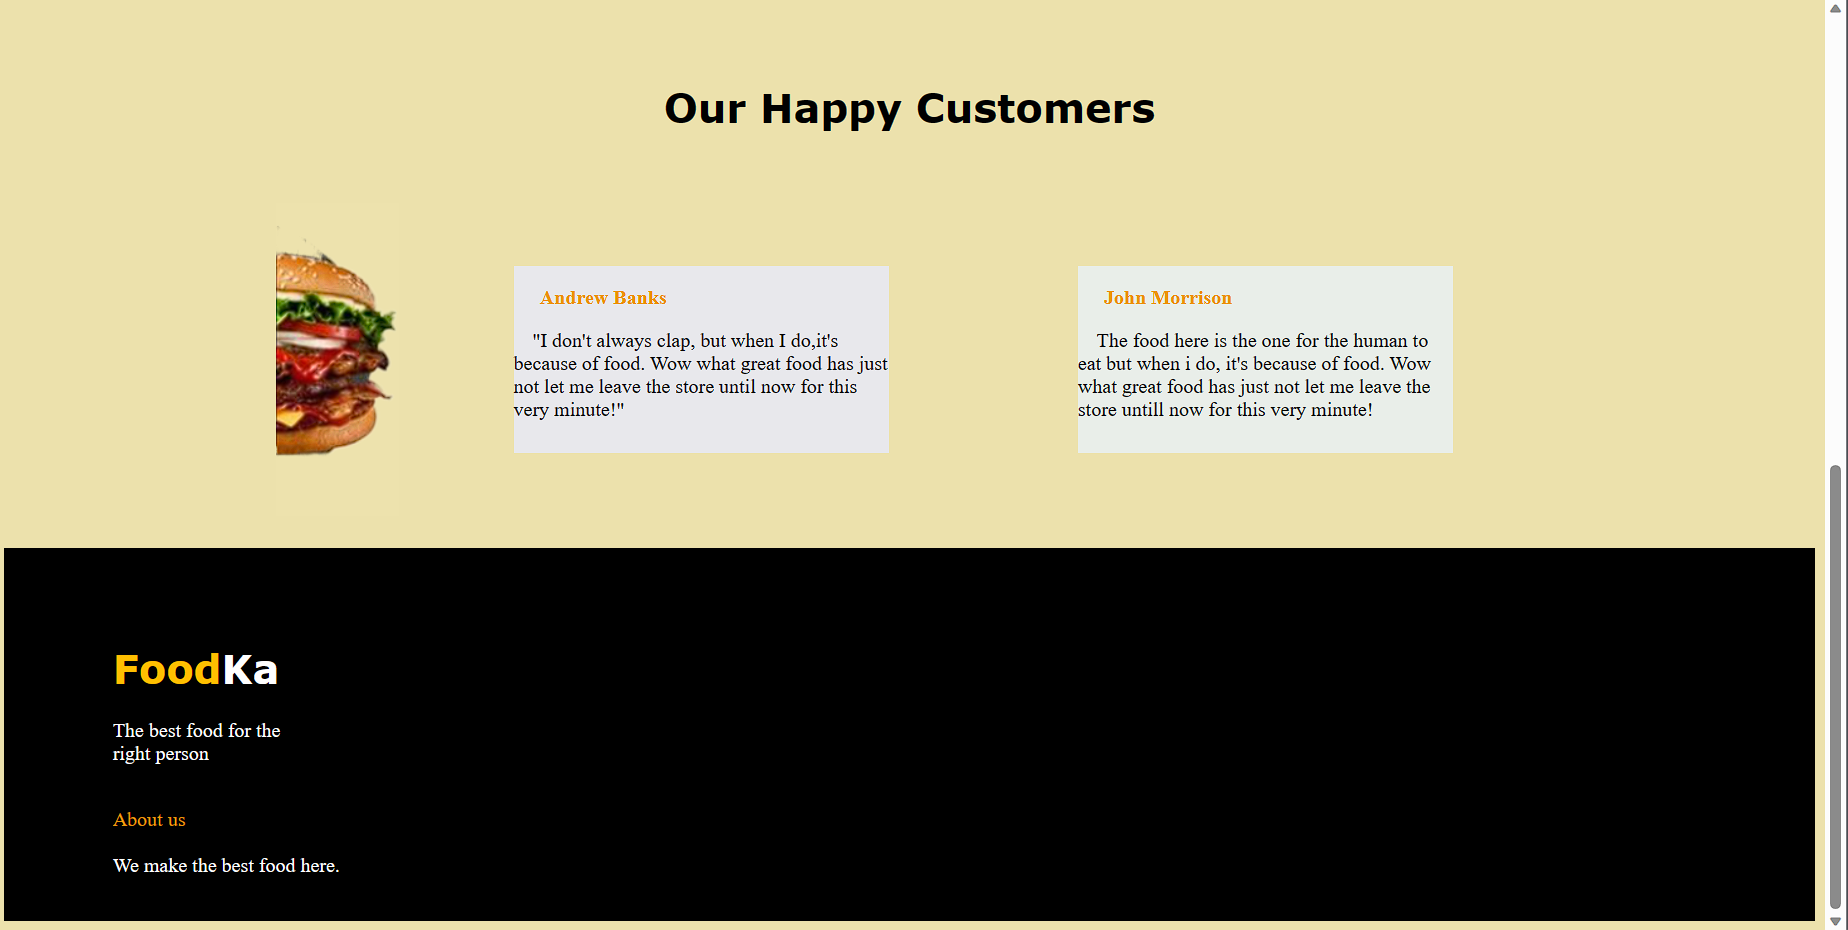 Our Happy Customers
Andrew Banks
"I don't always clap, but when I do,it's
because of food. Wow what great food has just
not let me leave the store until now for this
very minute!"
John Morrison
The food here is the one for the human to
eat but when i do, it's because of food. Wow
what great food has just not let me leave the
store untill now for this very minute!
FoodKa
The best food for the
right person
About us
We make the best food here.